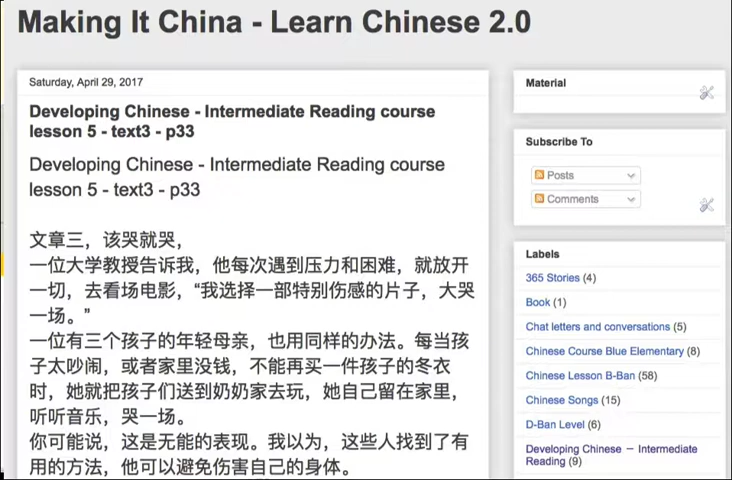 Making It China - Learn Chinese 2.0
Saturday, April 29, 2017
Developing Chinese - Intermediate Reading course
lesson 5 - text3 - p33
Developing Chinese - Intermediate Reading course
lesson 5 - text3 - p33
文章三，该哭就哭，
一位大学教授告诉我，他每次遇到压力和困难，就放开
一切，去看场电影，“我选择一部特别伤感的片子，大哭
一场。”
一位有三个孩子的年轻母亲，也用同样的办法。每当孩
子太吵闹，或者家里没钱，不能再买一件孩子的冬衣
时，她就把孩子们送到奶奶家去玩，她自己留在家里，
听听音乐，哭一场。
你可能说，这是无能的表现。我以为，这些人找到了有
用的方法，他可以避免伤害自己的身体。
Material
Subscribe To
Posts
Comments
Labels
365 Stories (4)
Book (1)
Chat letters and conversations (5)
Chinese Course Blue Elementary (8)
Chinese Lesson B-Ban (58)
Chinese Songs (15)
D-Ban Level (6)
Developing Chinese － Intermediate
Reading (9)